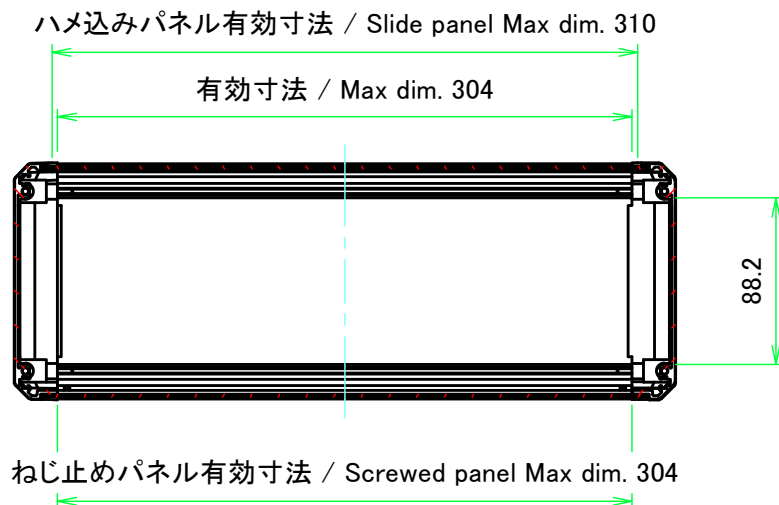 ハメ込みパネル有効寸法 / Slide panel Max dim. 310
有効寸法 / Max dim. 304
88.2
ねじ止めパネル有効寸法 / Screwed panel Max dim. 304